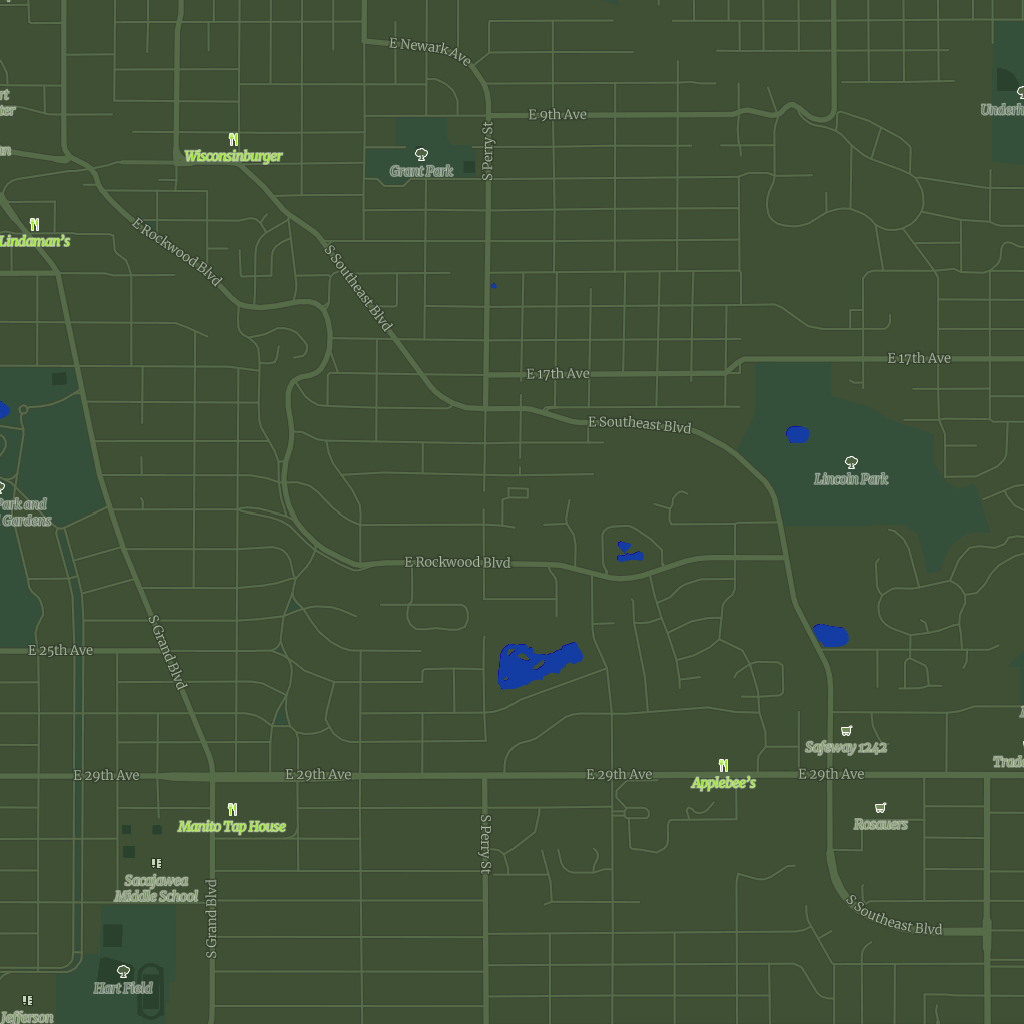 E Newark Ave
E 9th Ave
Underh
rt
ter
Wisconsinburger
S Perry St
Grant Park
Lindaman's
E Rockwood Blvd
S Southeast Blvd
E 17th Ave
E 17th Ave
E Southeast Blvd
Lincoln Park
Park and
Gardens
E Rockwood Blvd
S Grand Blvd
E 25th Ave
Safeway 1242
Trade
E 29th Ave
E 29th Ave
E 29th Ave
E 29th Ave
Applebee's
Manito Tap House
Rosauers
S Perry St
Sacajawea
Middle School
S Grand Blvd
S Southeast Blvd
Hart Field
Jefferson